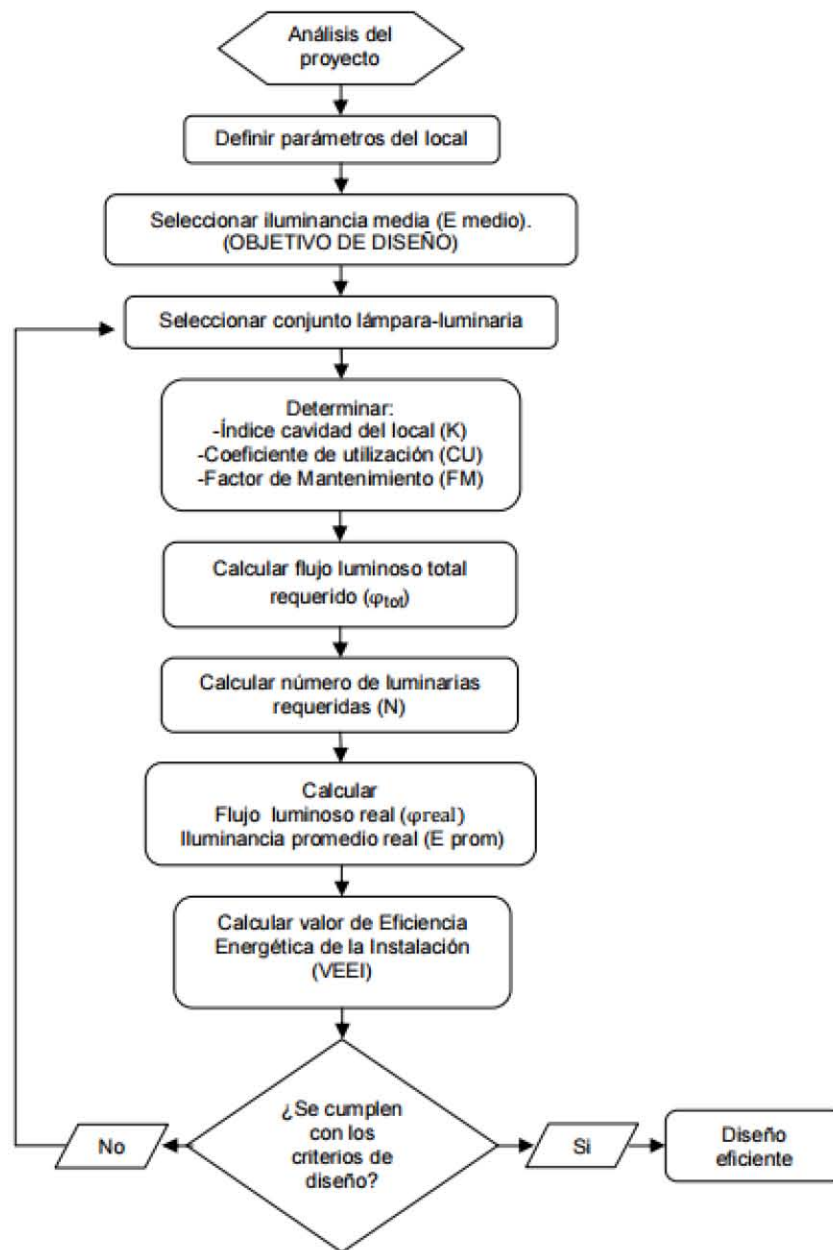 Análisis del
proyecto
Definir parámetros del local
Seleccionar iluminancia media (E medio).
(OBJETIVO DE DISEÑO)
Seleccionar conjunto lámpara-luminaria
Determinar:
-Índice cavidad del local (K)
-Coeficiente de utilización (CU)
-Factor de Mantenimiento (FM)
Calcular flujo luminoso total
requerido (φtot)
Calcular número de luminarias
requeridas (N)
Calcular
Flujo luminoso real (φreal)
Iluminancia promedio real (E prom)
Calcular valor de Eficiencia
Energética de la Instalación
(VEEI)
¿Se cumplen
con los
criterios de
diseño?
No
Si
Diseño
eficiente